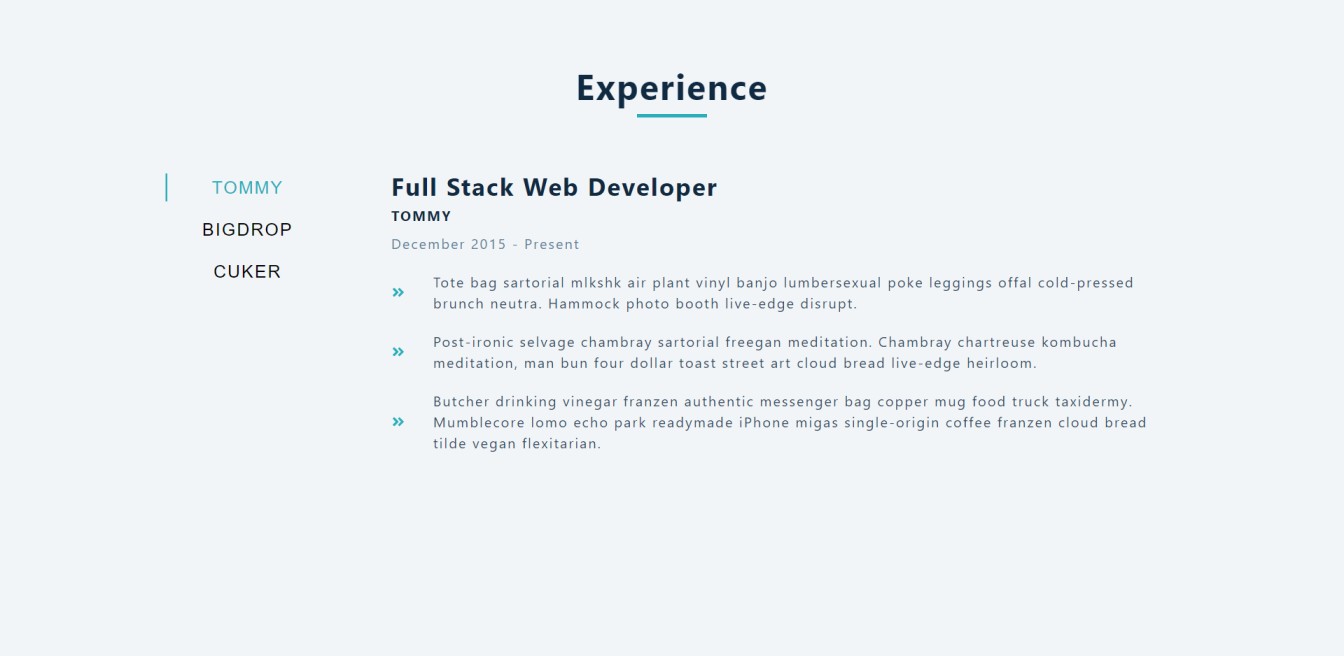 Experience
TOMMY
BIGDROP
CUKER
Full Stack Web Developer
TOMMY
December 2015 - Present
Tote bag sartorial mlkshk air plant vinyl banjo lumbersexual poke leggings offal cold-pressed
brunch neutra. Hammock photo booth live-edge disrupt.
Post-ironic selvage chambray sartorial freegan meditation. Chambray chartreuse kombucha
meditation, man bun four dollar toast street art cloud bread live-edge heirloom.
Butcher drinking vinegar franzen authentic messenger bag copper mug food truck taxidermy.
Mumblecore lomo echo park readymade iPhone migas single-origin coffee franzen cloud bread
tilde vegan flexitarian.